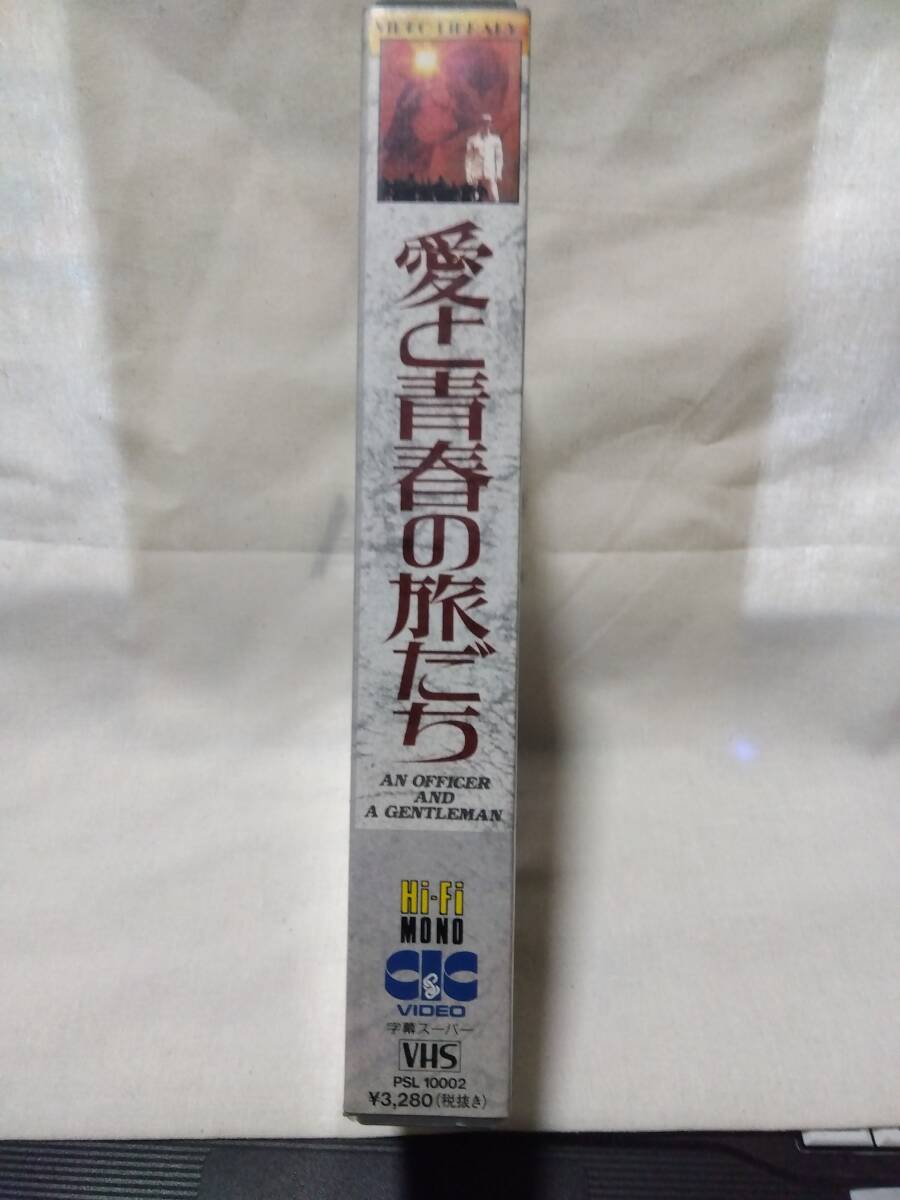 VIDEO LIBRARY
愛と青春の旅だち
AN OFFICER
AND
A GENTLEMAN
Hi-Fi
MONO
CIC
VIDEO
字幕スーパー
VHS
PSL 10002
¥3,280(税抜き)